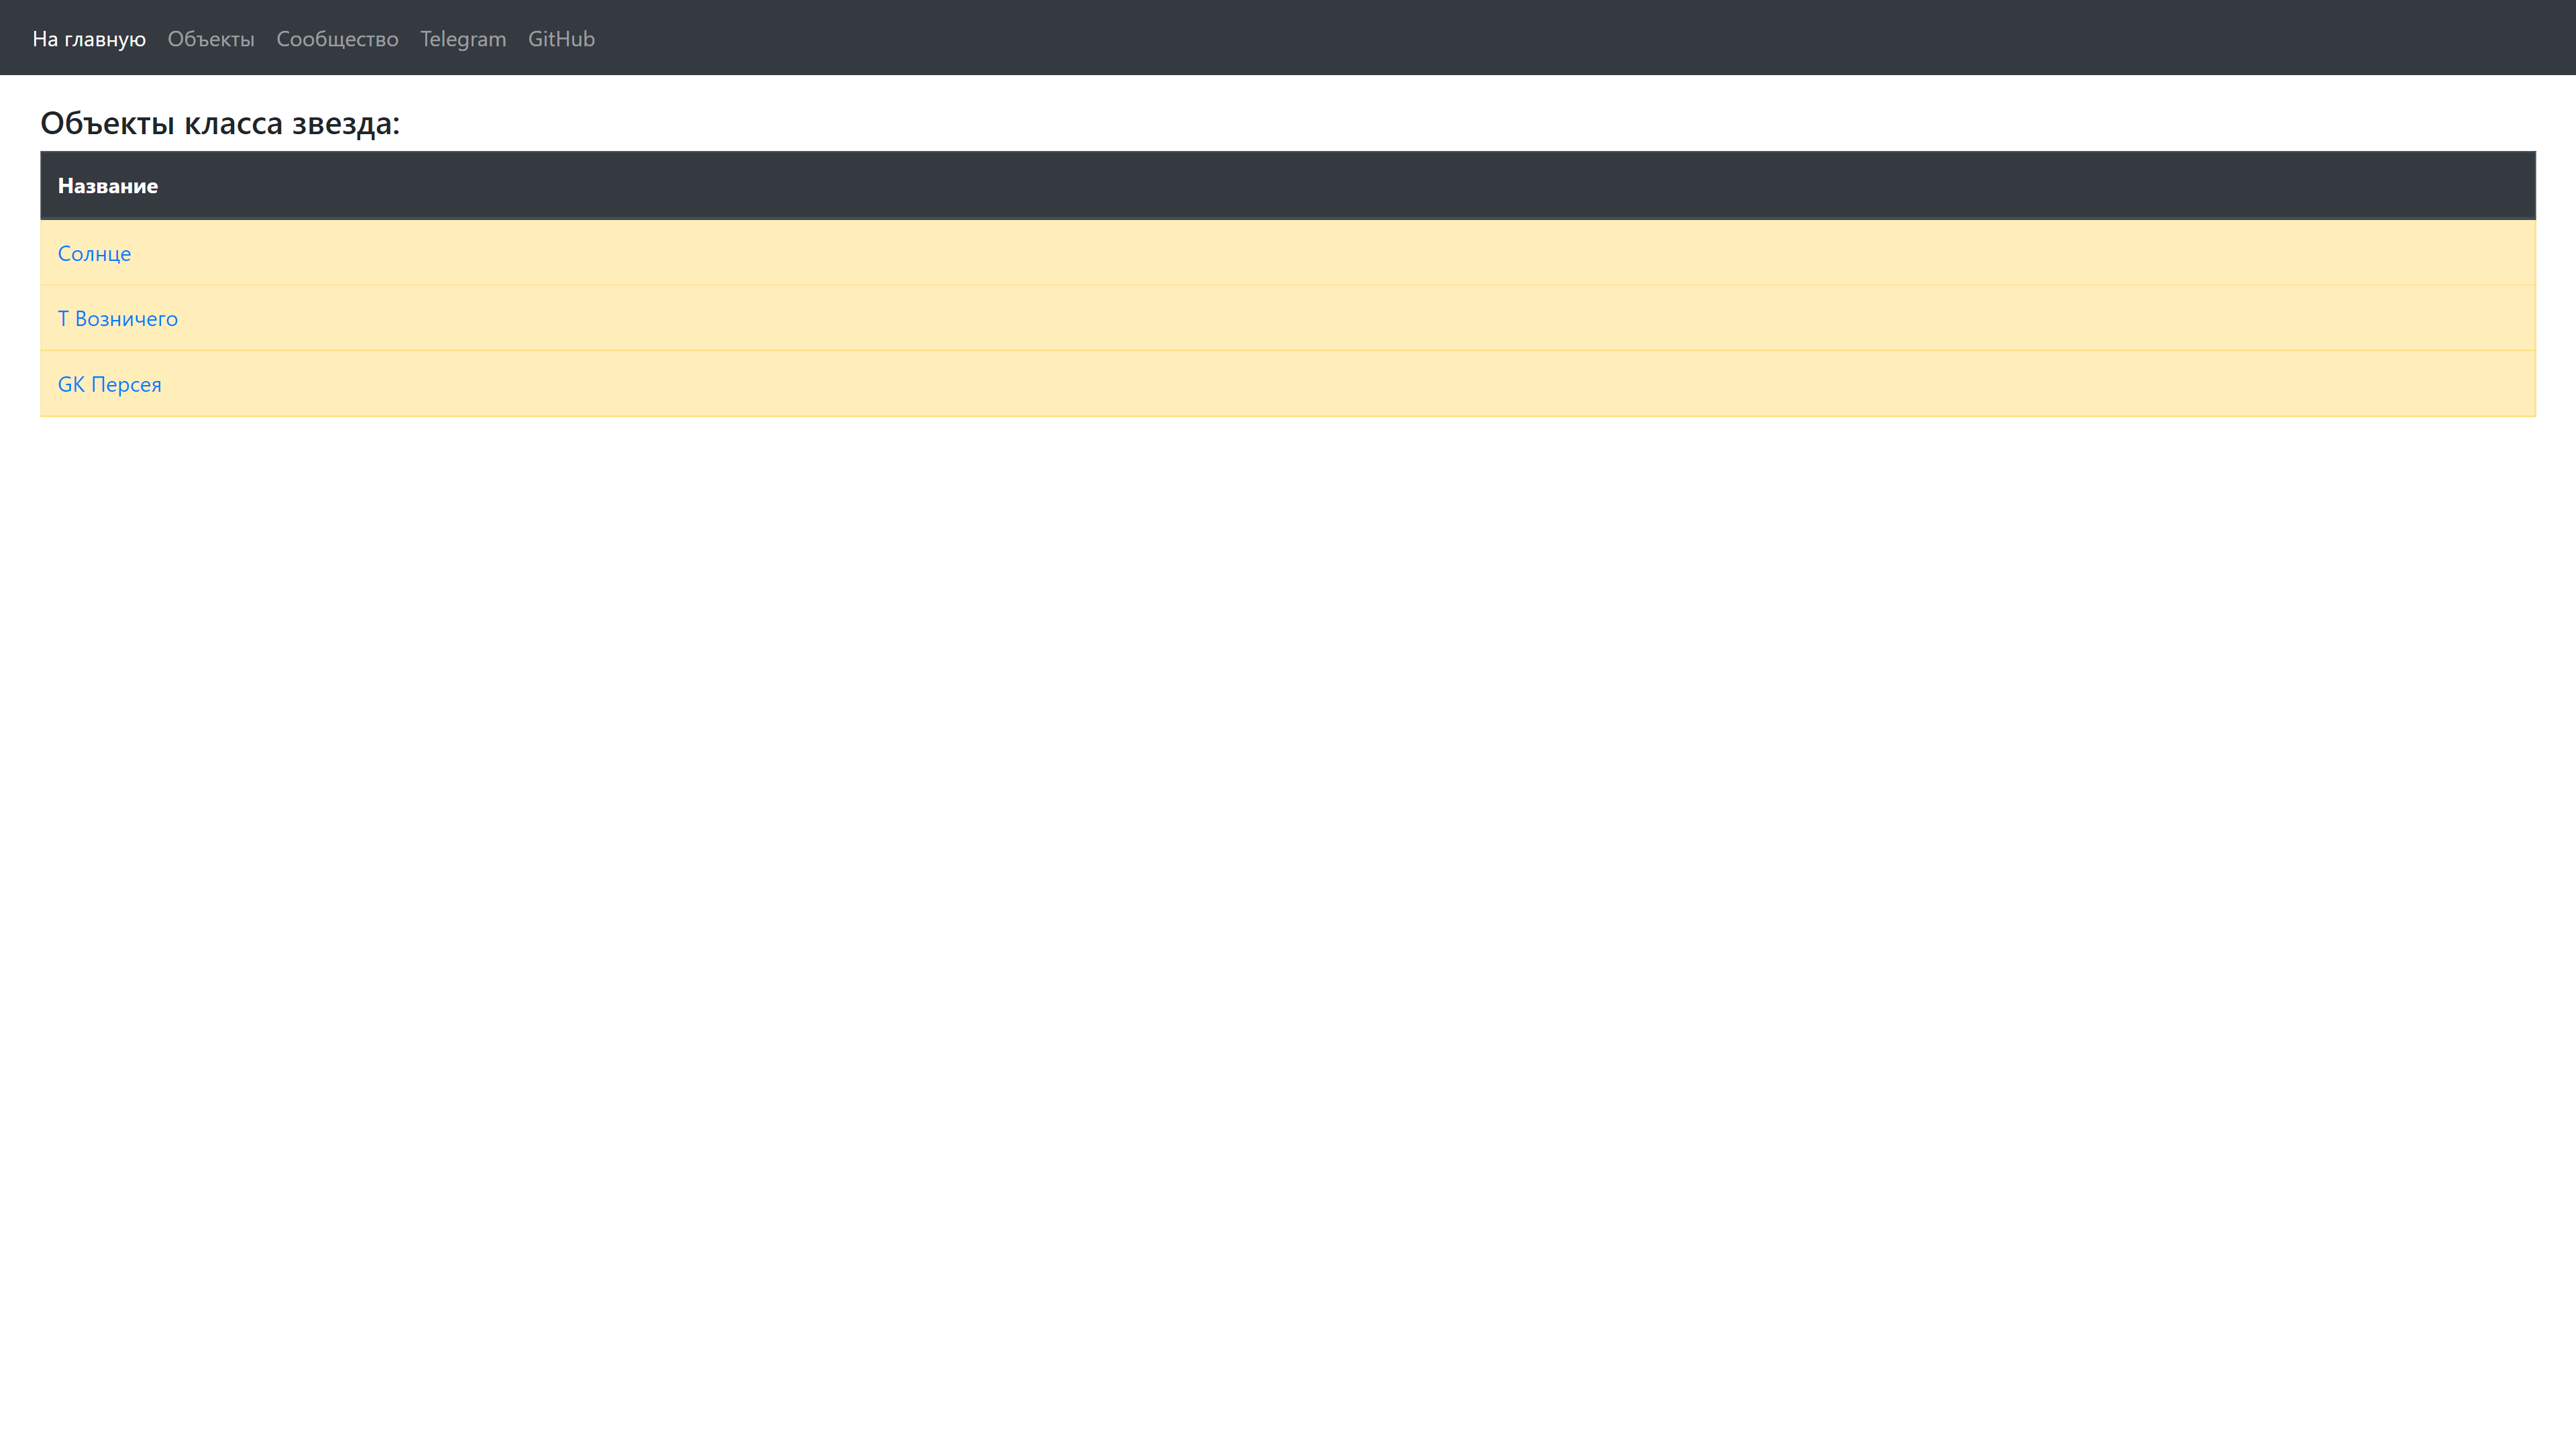 На главную Объекты Сообщество Telegram GitHub
Объекты класса звезда:
Название
Солнце
Т Возничего
GK Персея